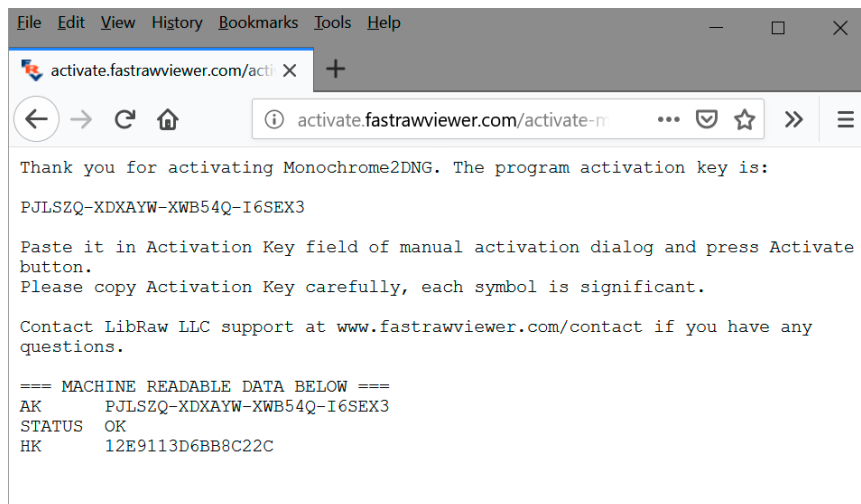 File Edit View History Bookmarks Tools Help
activate.fastrawviewer.com/acti
activate.fastrawviewer.com/activate-m
Thank you for activating Monochrome2DNG. The program activation key is:
PJLSZQ-XDXAYW-XWB54Q-I6SEX3
Paste it in Activation Key field of manual activation dialog and press Activate
button.
Please copy Activation Key carefully, each symbol is significant.
Contact LibRaw LLC support at www.fastrawviewer.com/contact if you have any
questions.
=== MACHINE READABLE DATA BELOW ===
AK PJLSZQ-XDXAYW-XWB54Q-I6SEX3
STATUS OK
HK 12E9113D6BB8C22C